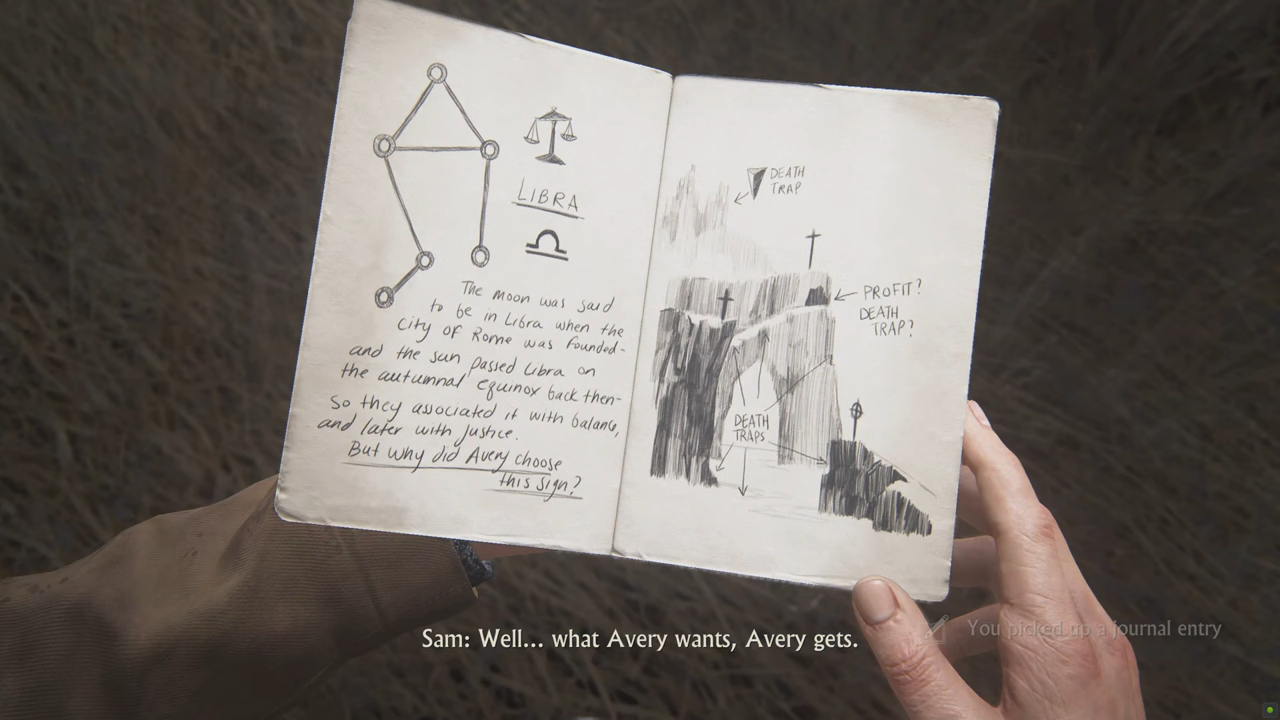 LIBRA
The moon was said
to be in Libra when the
city of Rome was founded-
and the sun passed Libra on
the autumnal equinox back then-
So they associated it with balance,
and later with justice.
But why did Avery choose
this sign?
DEATH
TRAP
PROFIT?
DEATH
TRAP?
DEATH
TRAPS
Sam: Well... what Avery wants, Avery gets.
You picked up a journal entry